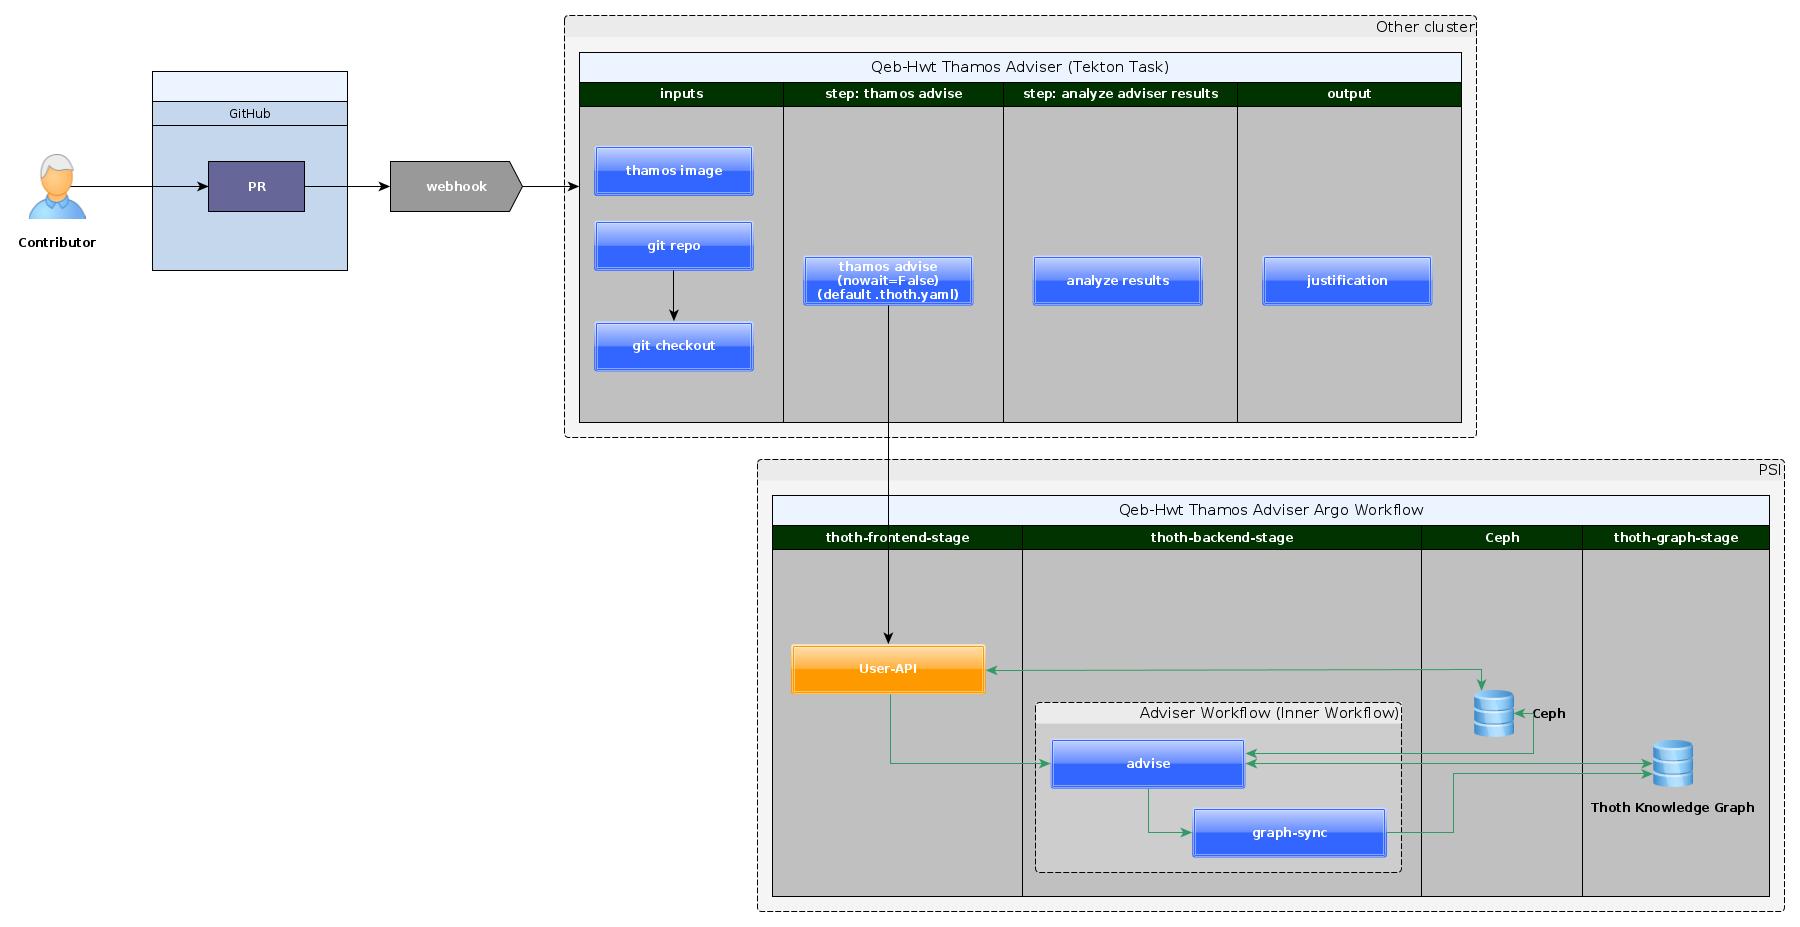 Other cluster
Qeb-Hwt Thamos Adviser (Tekton Task)
inputs
step: thamos advise
step: analyze adviser results
output
GitHub
PR
webhook
Contributor
thamos image
git repo
git checkout
thamos advise
(nowait=False)
(default .thoth.yaml)
analyze results
justification
PSI
Qeb-Hwt Thamos Adviser Argo Workflow
thoth-frontend-stage
thoth-backend-stage
Ceph
thoth-graph-stage
User-API
Adviser Workflow (Inner Workflow)
Ceph
advise
graph-sync
Thoth Knowledge Graph